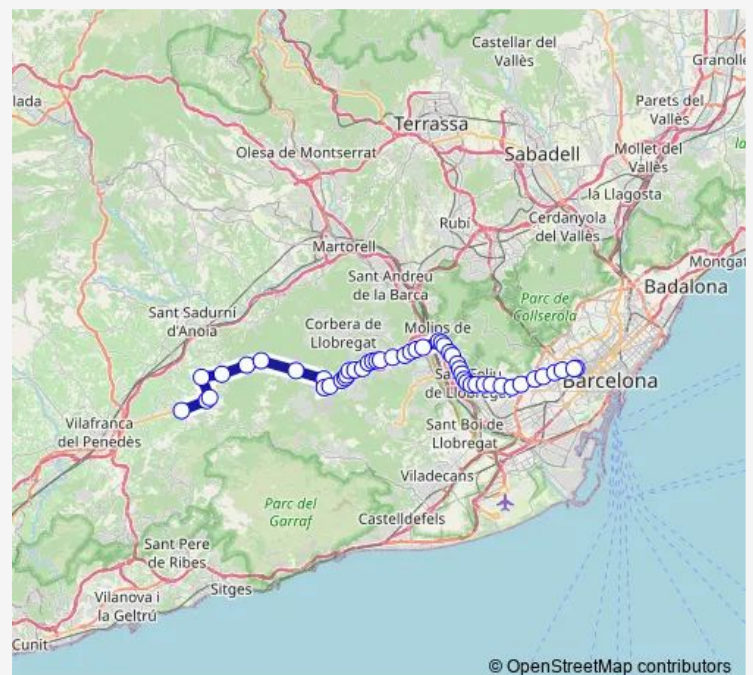 Castellar del
Vallès
Granolle
lada
Parets del
Vallès
Terrassa
Olesa de Montserrat
Sabadell
Mollet del
Vallès
la Llagosta
Rubí
Cerdanyola
del Vallès
Martorell
Montgat
Sant Andreu
de la Barca
Badalona
Parc de
Collserola
Sant Sadurní
d'Anoia
Corbera de
Llobregat
Molins de
Sant Feliu
de Llobregat
Barcelona
Vilafranca
del Penedès
Sant Boi de
Llobregat
Viladecans
Parc del
Garraf
Castelldefels
Sant Pere
de Ribes
Sitges
Vilanova i
la Geltrú
Cunit
© OpenStreetMap contributors